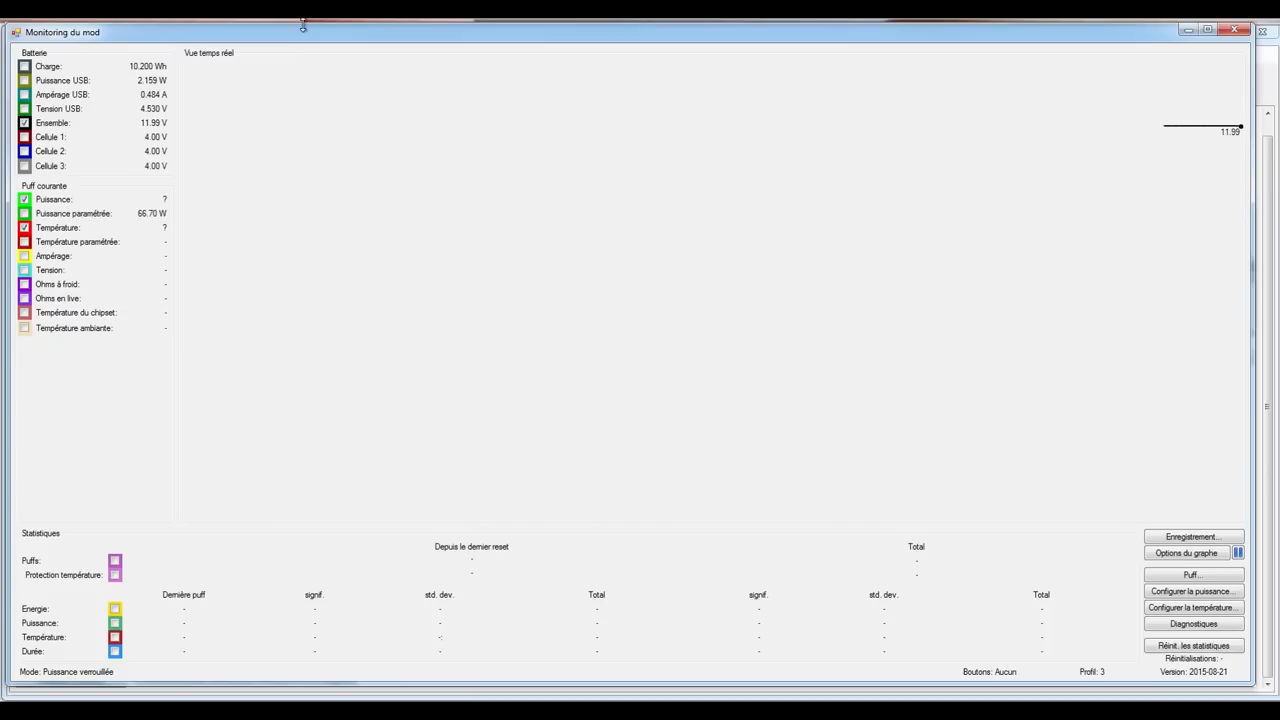 Monitoring du mod
Batterie
Charge: 10.200 Wh
Puissance USB: 2.159 W
Ampérage USB: 0.484 A
Tension USB: 4.530 V
Ensemble: 11.99 V
Cellule 1: 4.00 V
Cellule 2: 4.00 V
Cellule 3: 4.00 V
Puff courante
Puissance: ?
Puissance paramétrée: 66.70 W
Température: ?
Température paramétrée: -
Ampérage: -
Tension: -
Ohms à froid: -
Ohms en live: -
Température du chipset: -
Température ambiante: -
Vue temps réel
11.99
Statistiques
Depuis le dernier reset Total
Puffs: - -
Protection température: - -
Dernière puff signif. std. dev. Total signif. std. dev. Total
Energie: - - - - - - -
Puissance: - - - - - - -
Température: - - -: - - - -
Durée: - - - - - - -
Enregistrement...
Options du graphe
Puff...
Configurer la puissance...
Configurer la température...
Diagnostiques
Réinit. les statistiques
Réinitialisations: -
Mode: Puissance verrouillée Boutons: Aucun Profil: 3 Version: 2015-08-21